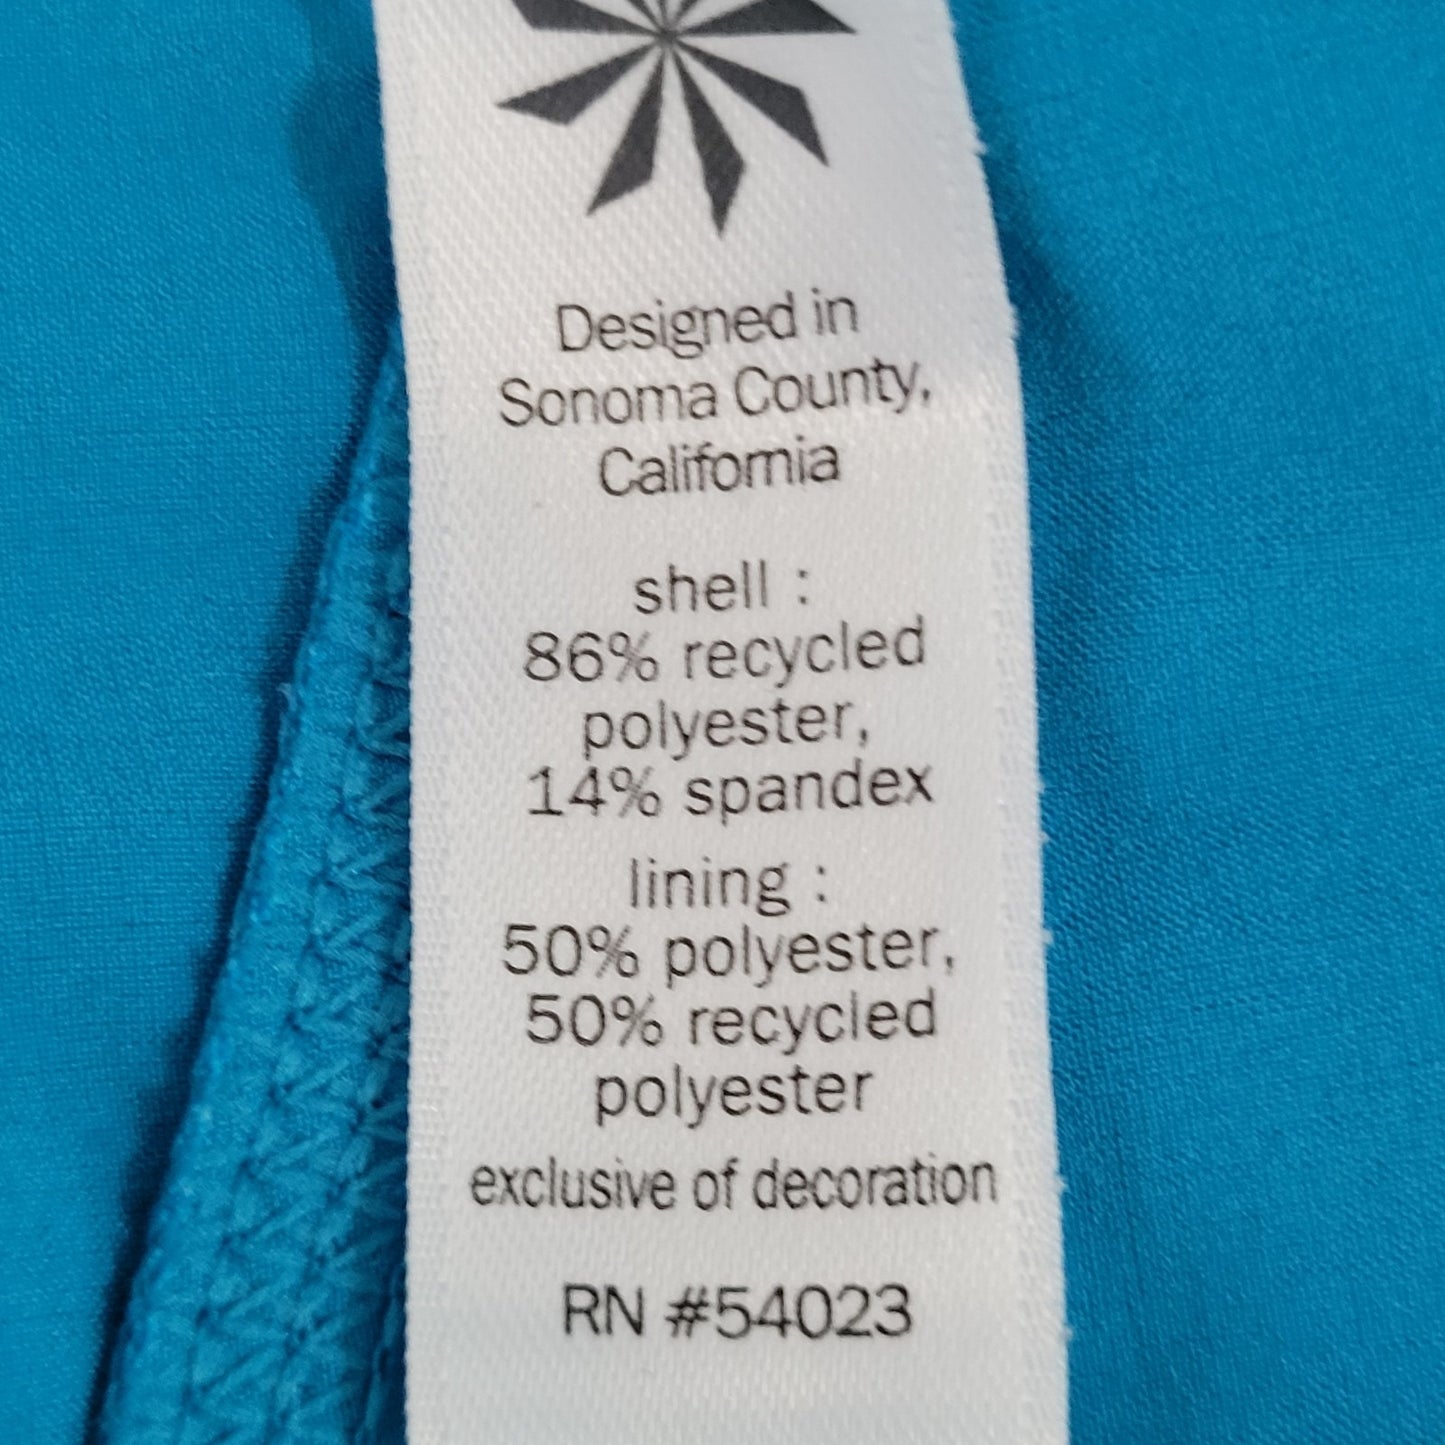 Designed in
Sonoma County,
California
shell :
86% recycled
polyester,
14% spandex
lining :
50% polyester,
50% recycled
polyester
exclusive of decoration
RN #54023